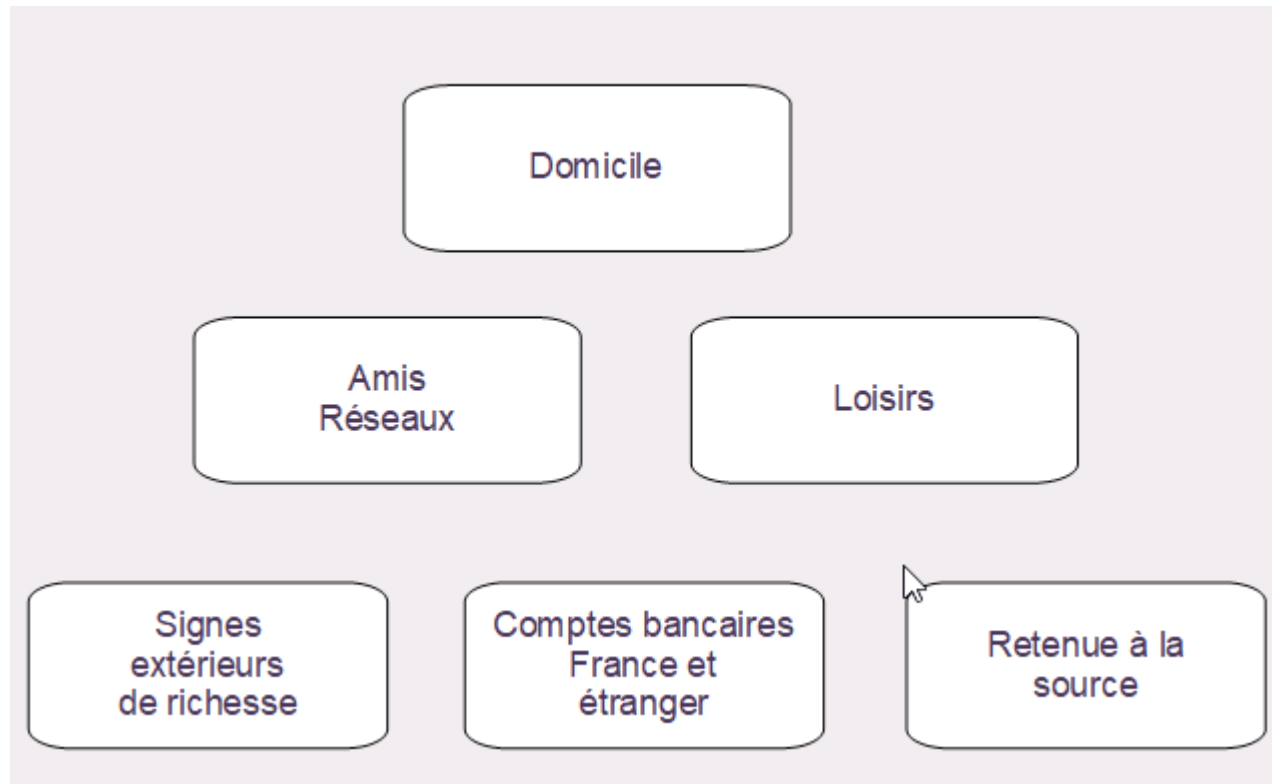 Domicile
Amis
Réseaux
Loisirs
Signes
extérieurs
de richesse
Comptes bancaires
France et
étranger
Retenue à la
source